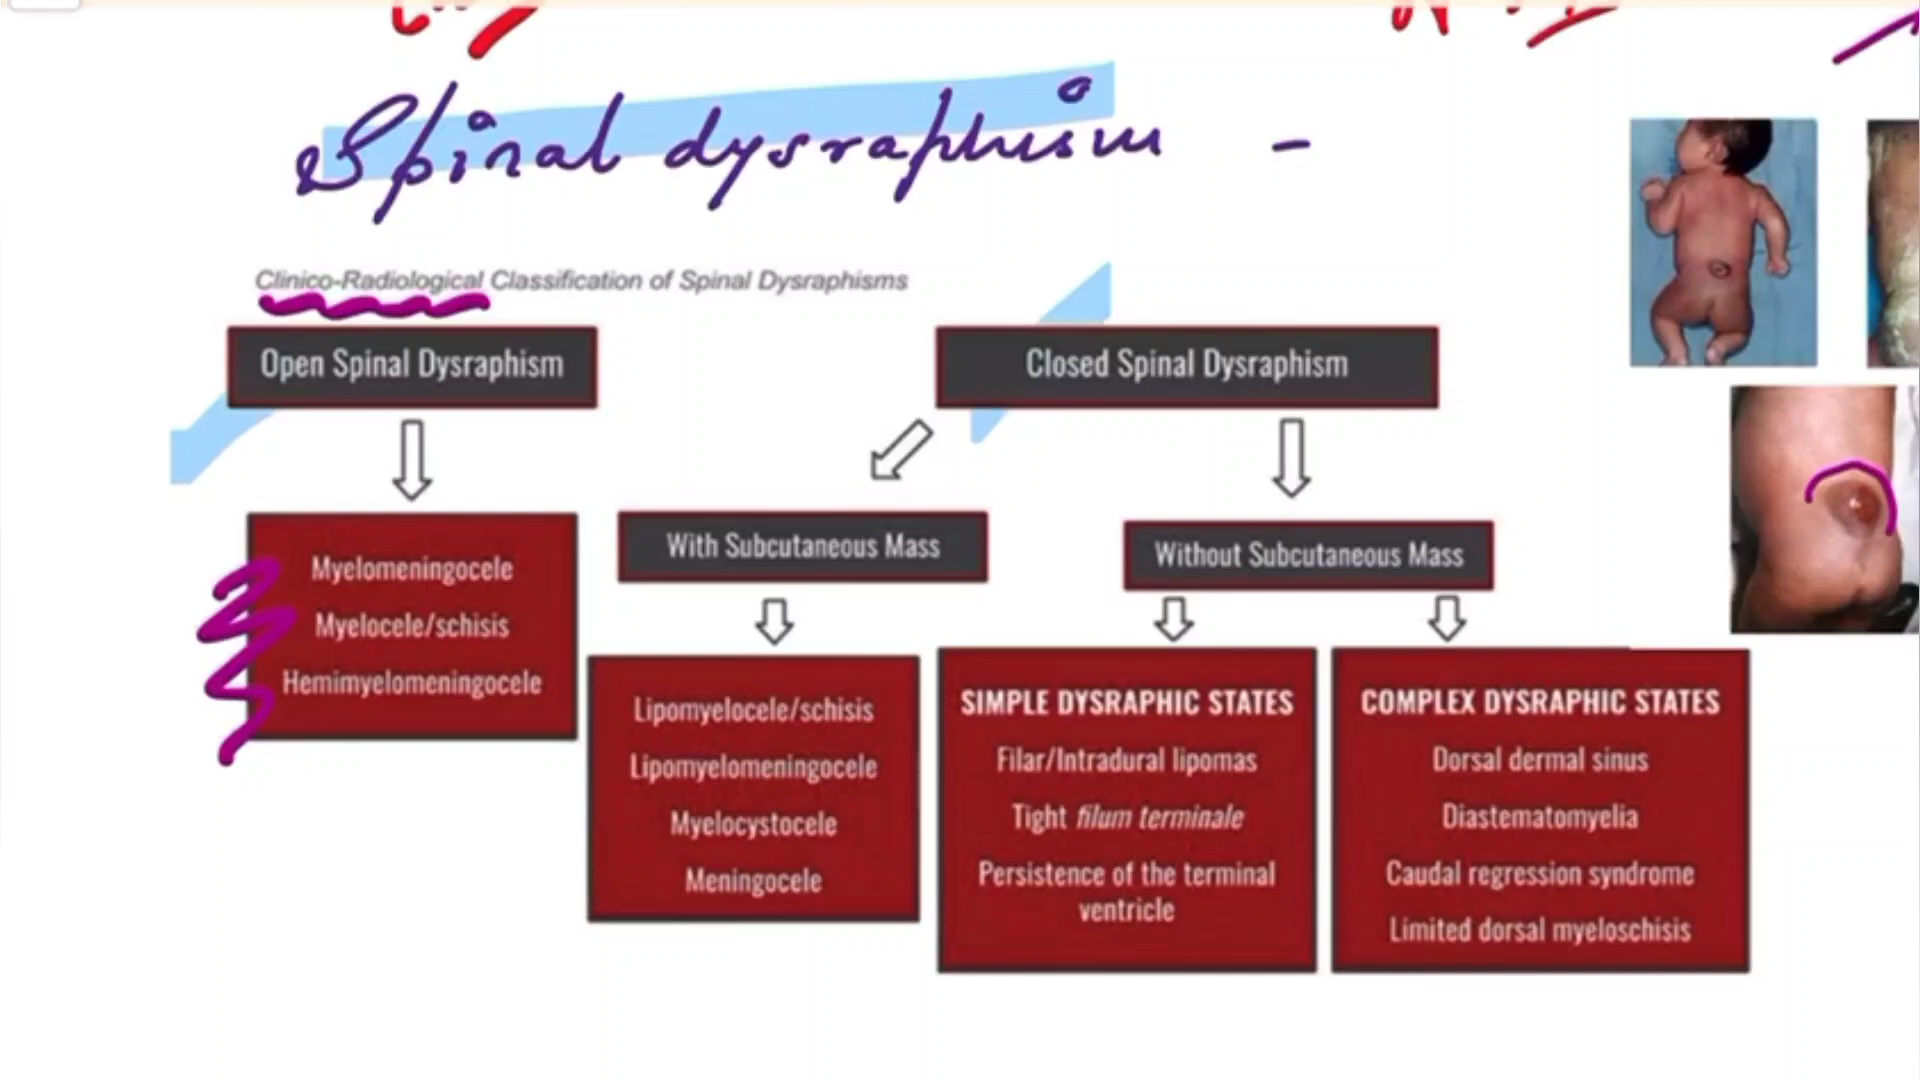 Spinal dysraphism -
Clinico-Radiological Classification of Spinal Dysraphisms
Open Spinal Dysraphism
Closed Spinal Dysraphism
Myelomeningocele
Myelocele/schisis
Hemimyelomeningocele
With Subcutaneous Mass
Lipomyelocele/schisis
Lipomyelomeningocele
Myelocystocele
Meningocele
Without Subcutaneous Mass
SIMPLE DYSRAPHIC STATES
Filar/Intradural lipomas
Tight filum terminale
Persistence of the terminal
ventricle
COMPLEX DYSRAPHIC STATES
Dorsal dermal sinus
Diastematomyelia
Caudal regression syndrome
Limited dorsal myeloschisis